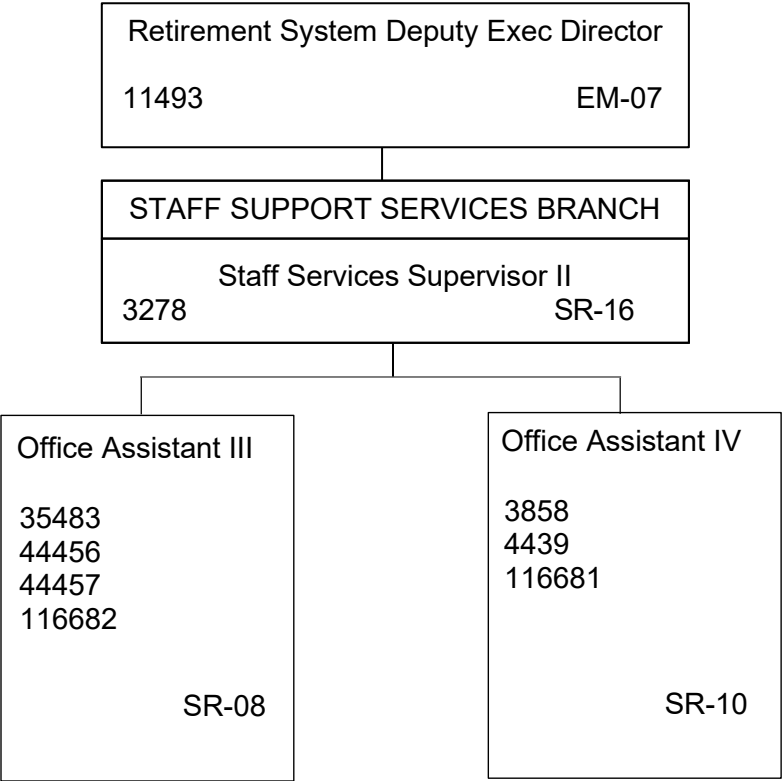 Retirement System Deputy Exec Director
11493 EM-07
STAFF SUPPORT SERVICES BRANCH
Staff Services Supervisor II
3278 SR-16
Office Assistant III
35483
44456
44457
116682
SR-08
Office Assistant IV
3858
4439
116681
SR-10